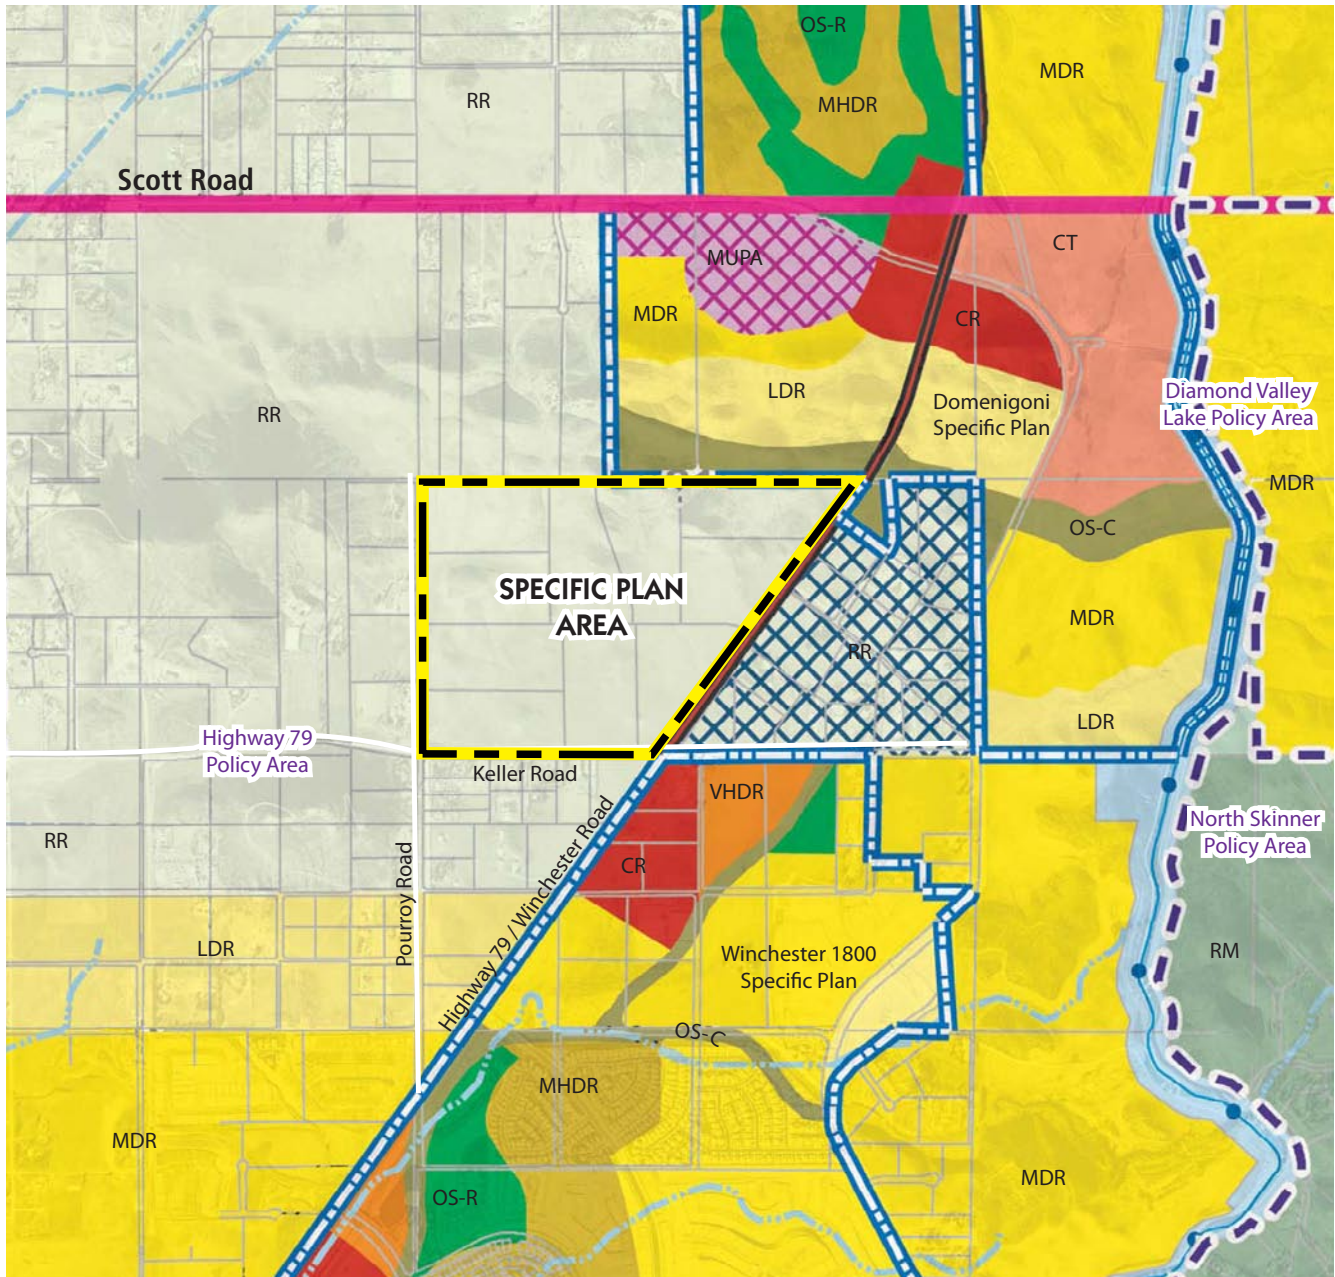 OS-R
MDR
RR
MHDR
Scott Road
CT
MUPA
MDR
CR
LDR
Diamond Valley
Lake Policy Area
Domenigoni
Specific Plan
RR
MDR
OS-C
SPECIFIC PLAN
AREA
MDR
RR
LDR
Highway 79
Policy Area
Keller Road
VHDR
North Skinner
Policy Area
RR
CR
Pourroy Road
Highway 79 / Winchester Road
LDR
Winchester 1800
Specific Plan
RM
OS-C
MHDR
MDR
MDR
OS-R